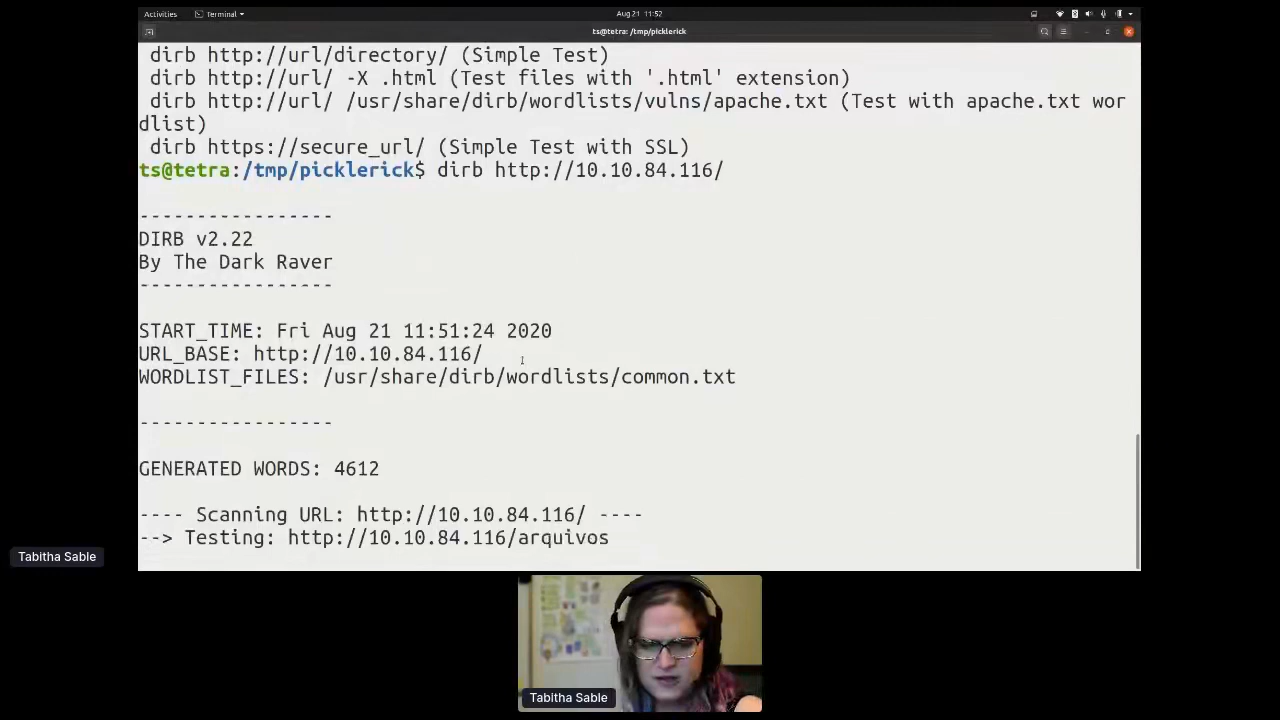 Activities
Terminal
Aug 21 11:52
ts@tetra: /tmp/picklerick
dirb http://url/directory/ (Simple Test)
dirb http://url/ -X .html (Test files with '.html' extension)
dirb http://url/ /usr/share/dirb/wordlists/vulns/apache.txt (Test with apache.txt wor
dlist)
dirb https://secure_url/ (Simple Test with SSL)
ts@tetra:/tmp/picklerick$ dirb http://10.10.84.116/
-----------------
DIRB v2.22
By The Dark Raver
-----------------
START_TIME: Fri Aug 21 11:51:24 2020
URL_BASE: http://10.10.84.116/
WORDLIST_FILES: /usr/share/dirb/wordlists/common.txt
-----------------
GENERATED WORDS: 4612
---- Scanning URL: http://10.10.84.116/ ----
--> Testing: http://10.10.84.116/arquivos
Tabitha Sable
Tabitha Sable